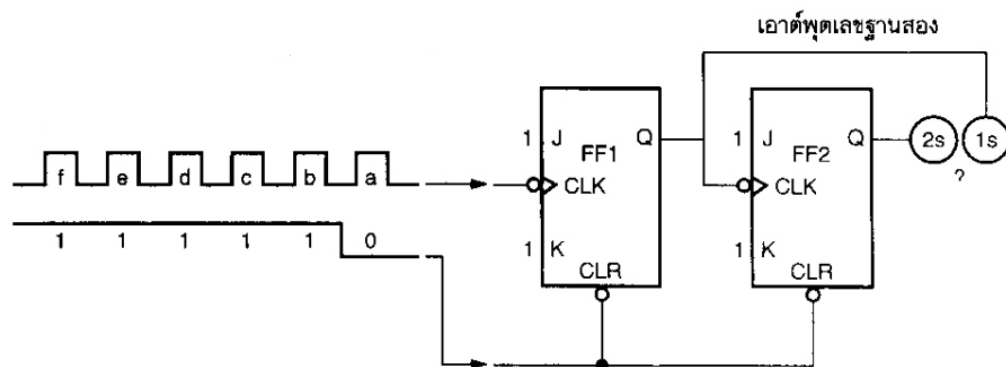 เอาต์พุตเลขฐานสอง
1 J Q 1 J Q 2s 1s
FF1 FF2 ?
f e d c b a CLK CLK
1 1 1 1 1 0 1 K 1 K
CLR CLR